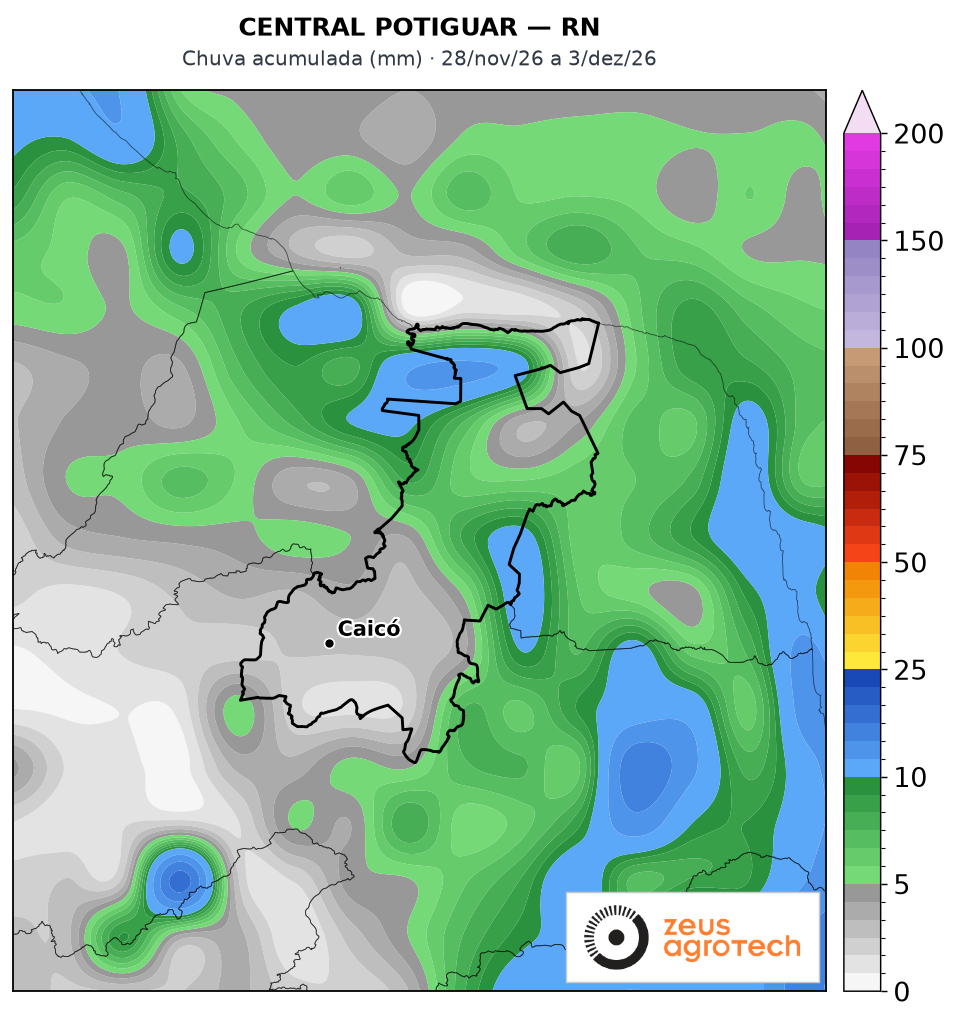 CENTRAL POTIGUAR — RN
Chuva acumulada (mm) · 28/nov/26 a 3/dez/26
200
150
100
75
50
25
10
5
0
Caicó
zeus
agrotech